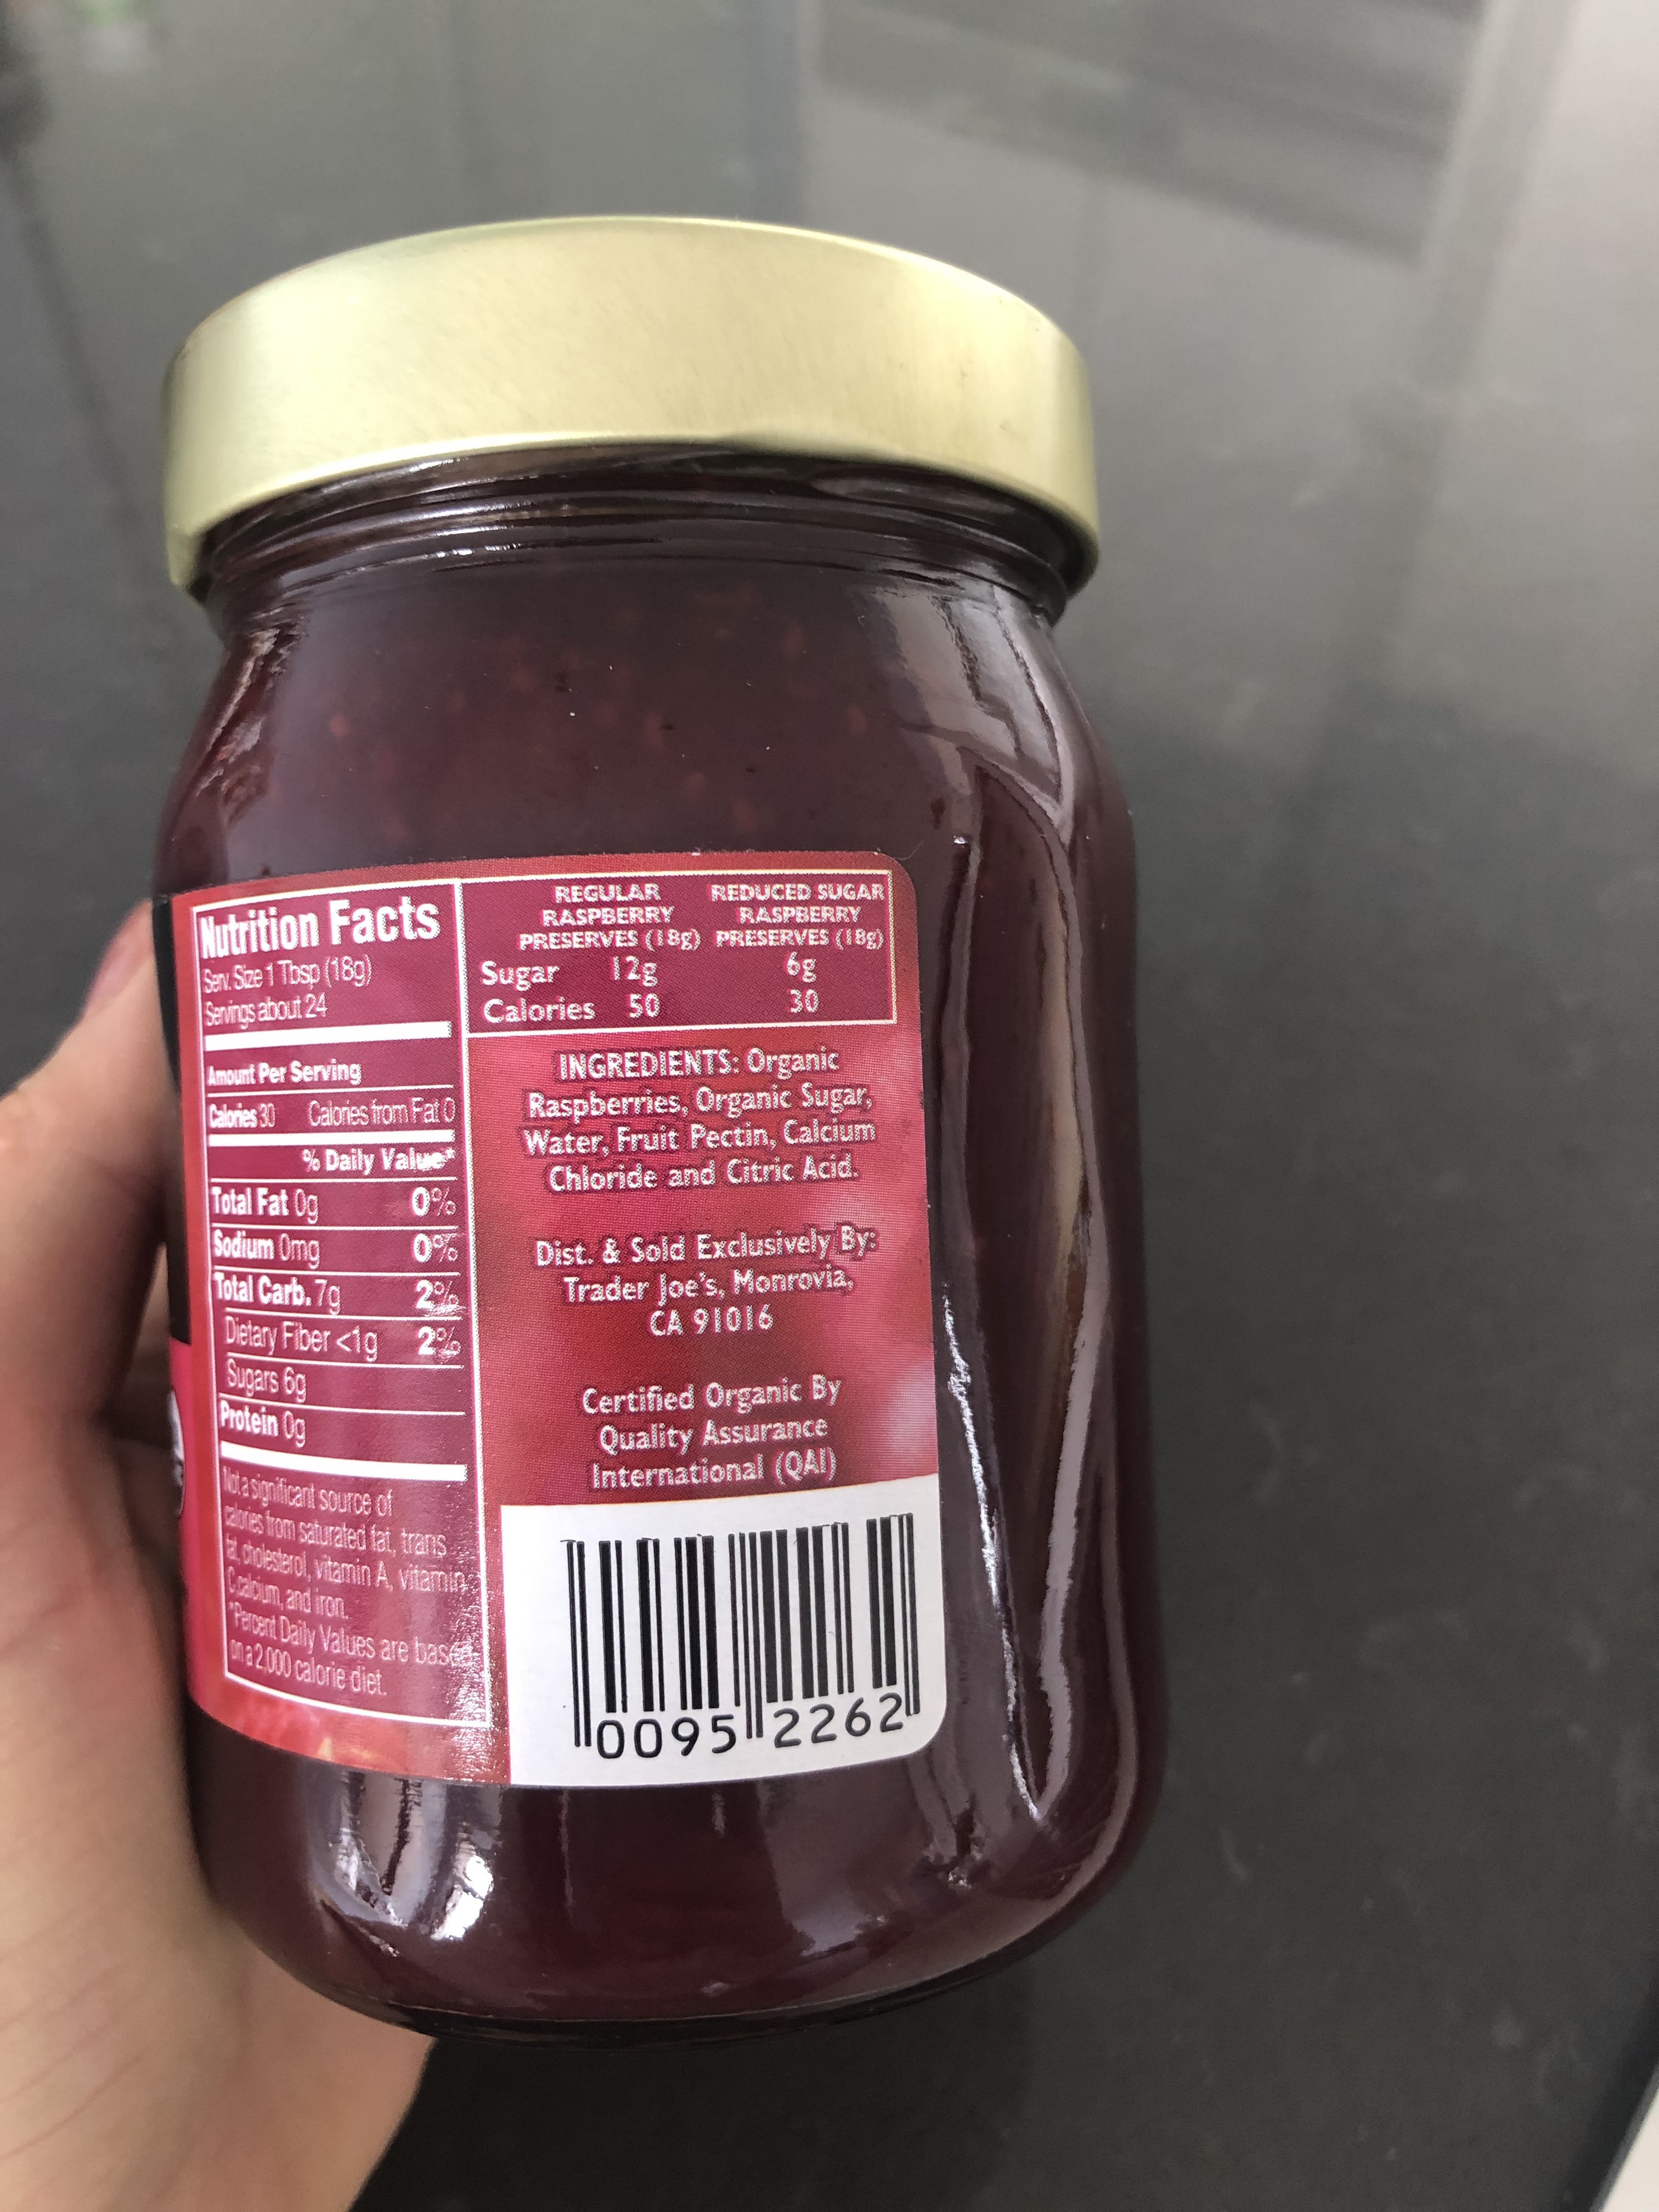 Nutrition Facts
Serv. Size 1 Tbsp (18g)
Servings about 24
Amount Per Serving
Calories 30 Calories from Fat 0
% Daily Value*
Total Fat 0g 0%
Sodium 0mg 0%
Total Carb. 7g 2%
Dietary Fiber <1g 2%
Sugars 6g
Protein 0g
Not a significant source of
calories from saturated fat, trans
fat, cholesterol, vitamin A, vitamin
C, calcium, and iron.
*Percent Daily Values are based
on a 2,000 calorie diet.
REGULAR REDUCED SUGAR
RASPBERRY RASPBERRY
PRESERVES (18g) PRESERVES (18g)
Sugar 12g 6g
Calories 50 30
INGREDIENTS: Organic
Raspberries, Organic Sugar,
Water, Fruit Pectin, Calcium
Chloride and Citric Acid.
Dist. & Sold Exclusively By:
Trader Joe's, Monrovia,
CA 91016
Certified Organic By
Quality Assurance
International (QAI)
0095 2262